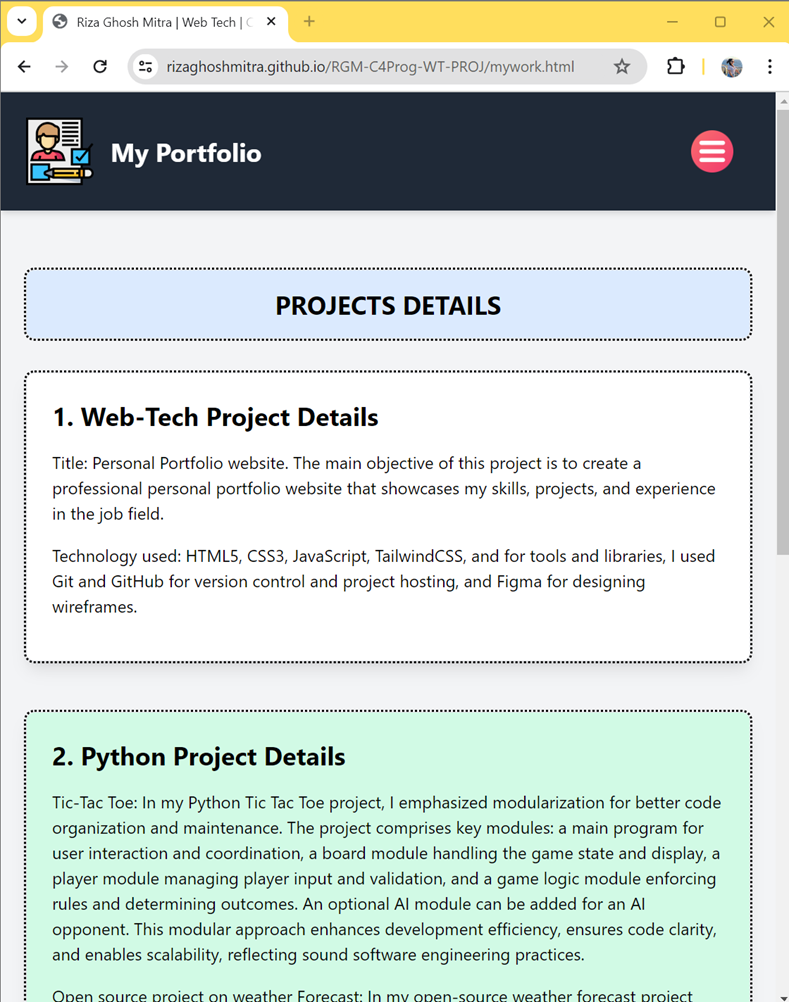 Riza Ghosh Mitra | Web Tech |
rizaghoshmitra.github.io/RGM-C4Prog-WT-PROJ/mywork.html
My Portfolio
PROJECTS DETAILS
1. Web-Tech Project Details
Title: Personal Portfolio website. The main objective of this project is to create a
professional personal portfolio website that showcases my skills, projects, and experience
in the job field.
Technology used: HTML5, CSS3, JavaScript, TailwindCSS, and for tools and libraries, I used
Git and GitHub for version control and project hosting, and Figma for designing
wireframes.
2. Python Project Details
Tic-Tac Toe: In my Python Tic Tac Toe project, I emphasized modularization for better code
organization and maintenance. The project comprises key modules: a main program for
user interaction and coordination, a board module handling the game state and display, a
player module managing player input and validation, and a game logic module enforcing
rules and determining outcomes. An optional AI module can be added for an AI
opponent. This modular approach enhances development efficiency, ensures code clarity,
and enables scalability, reflecting sound software engineering practices.
Open source project on weather Forecast: In my open-source weather forecast project